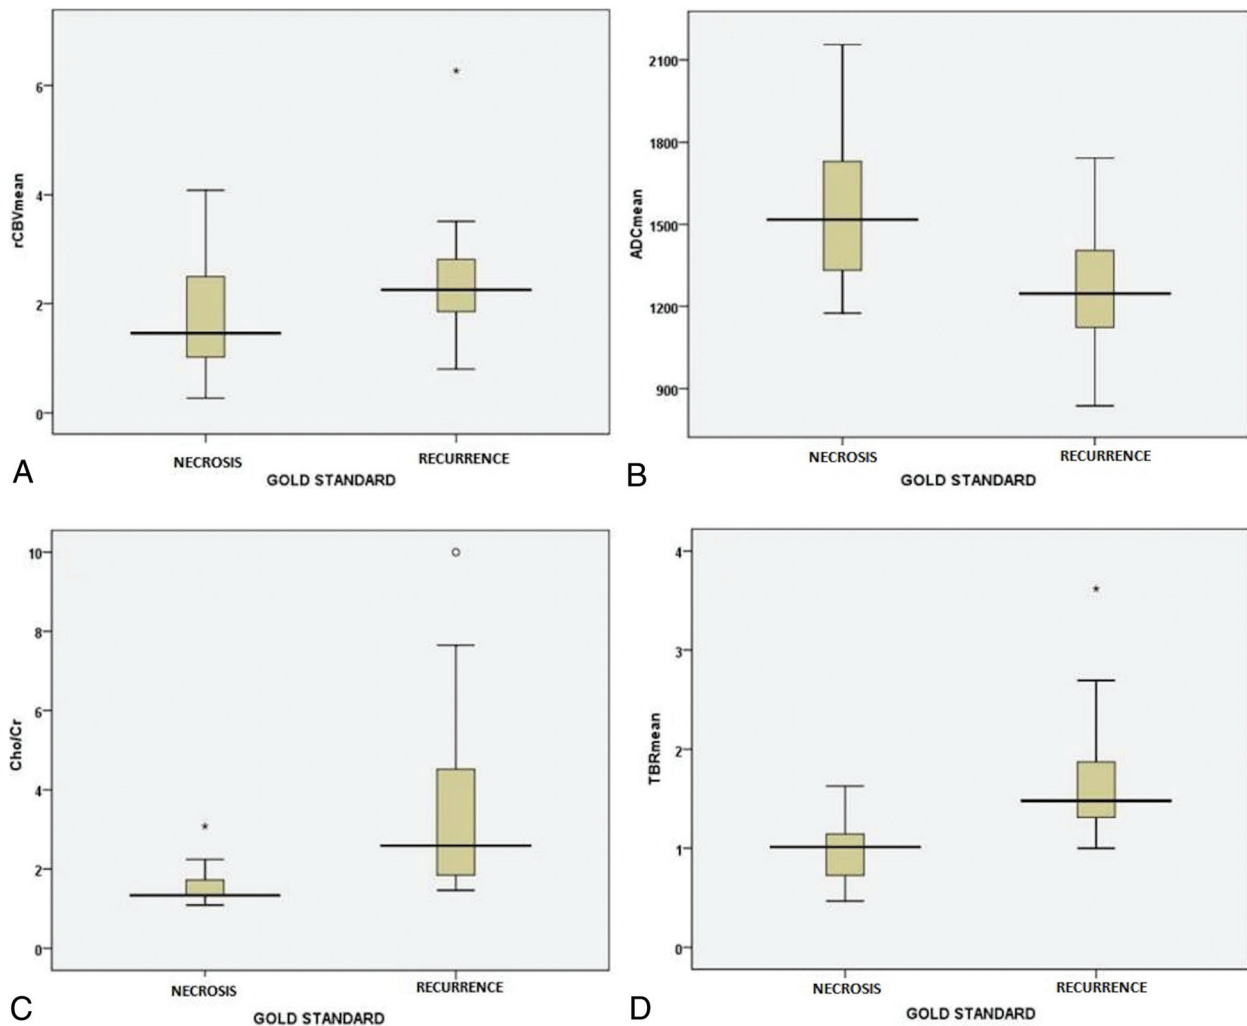 6
4
2
0
rCBVmean
*
NECROSIS
RECURRENCE
GOLD STANDARD
A
2100
1800
1500
1200
900
ADCmean
NECROSIS
RECURRENCE
GOLD STANDARD
B
10
8
6
4
2
0
Cho/Cr
*
NECROSIS
RECURRENCE
GOLD STANDARD
C
4
3
2
1
0
TBRmean
*
NECROSIS
RECURRENCE
GOLD STANDARD
D